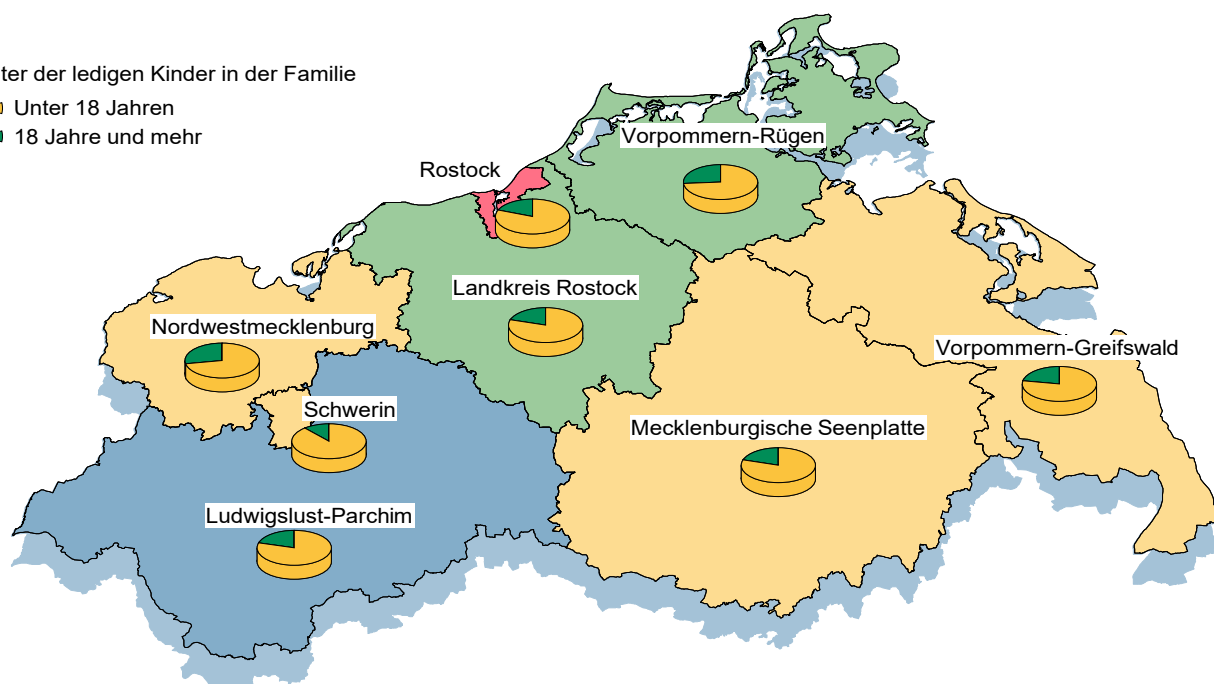 ter der ledigen Kinder in der Familie
Unter 18 Jahren
18 Jahre und mehr
Vorpommern-Rügen
Rostock
Landkreis Rostock
Nordwestmecklenburg
Vorpommern-Greifswald
Schwerin
Mecklenburgische Seenplatte
Ludwigslust-Parchim